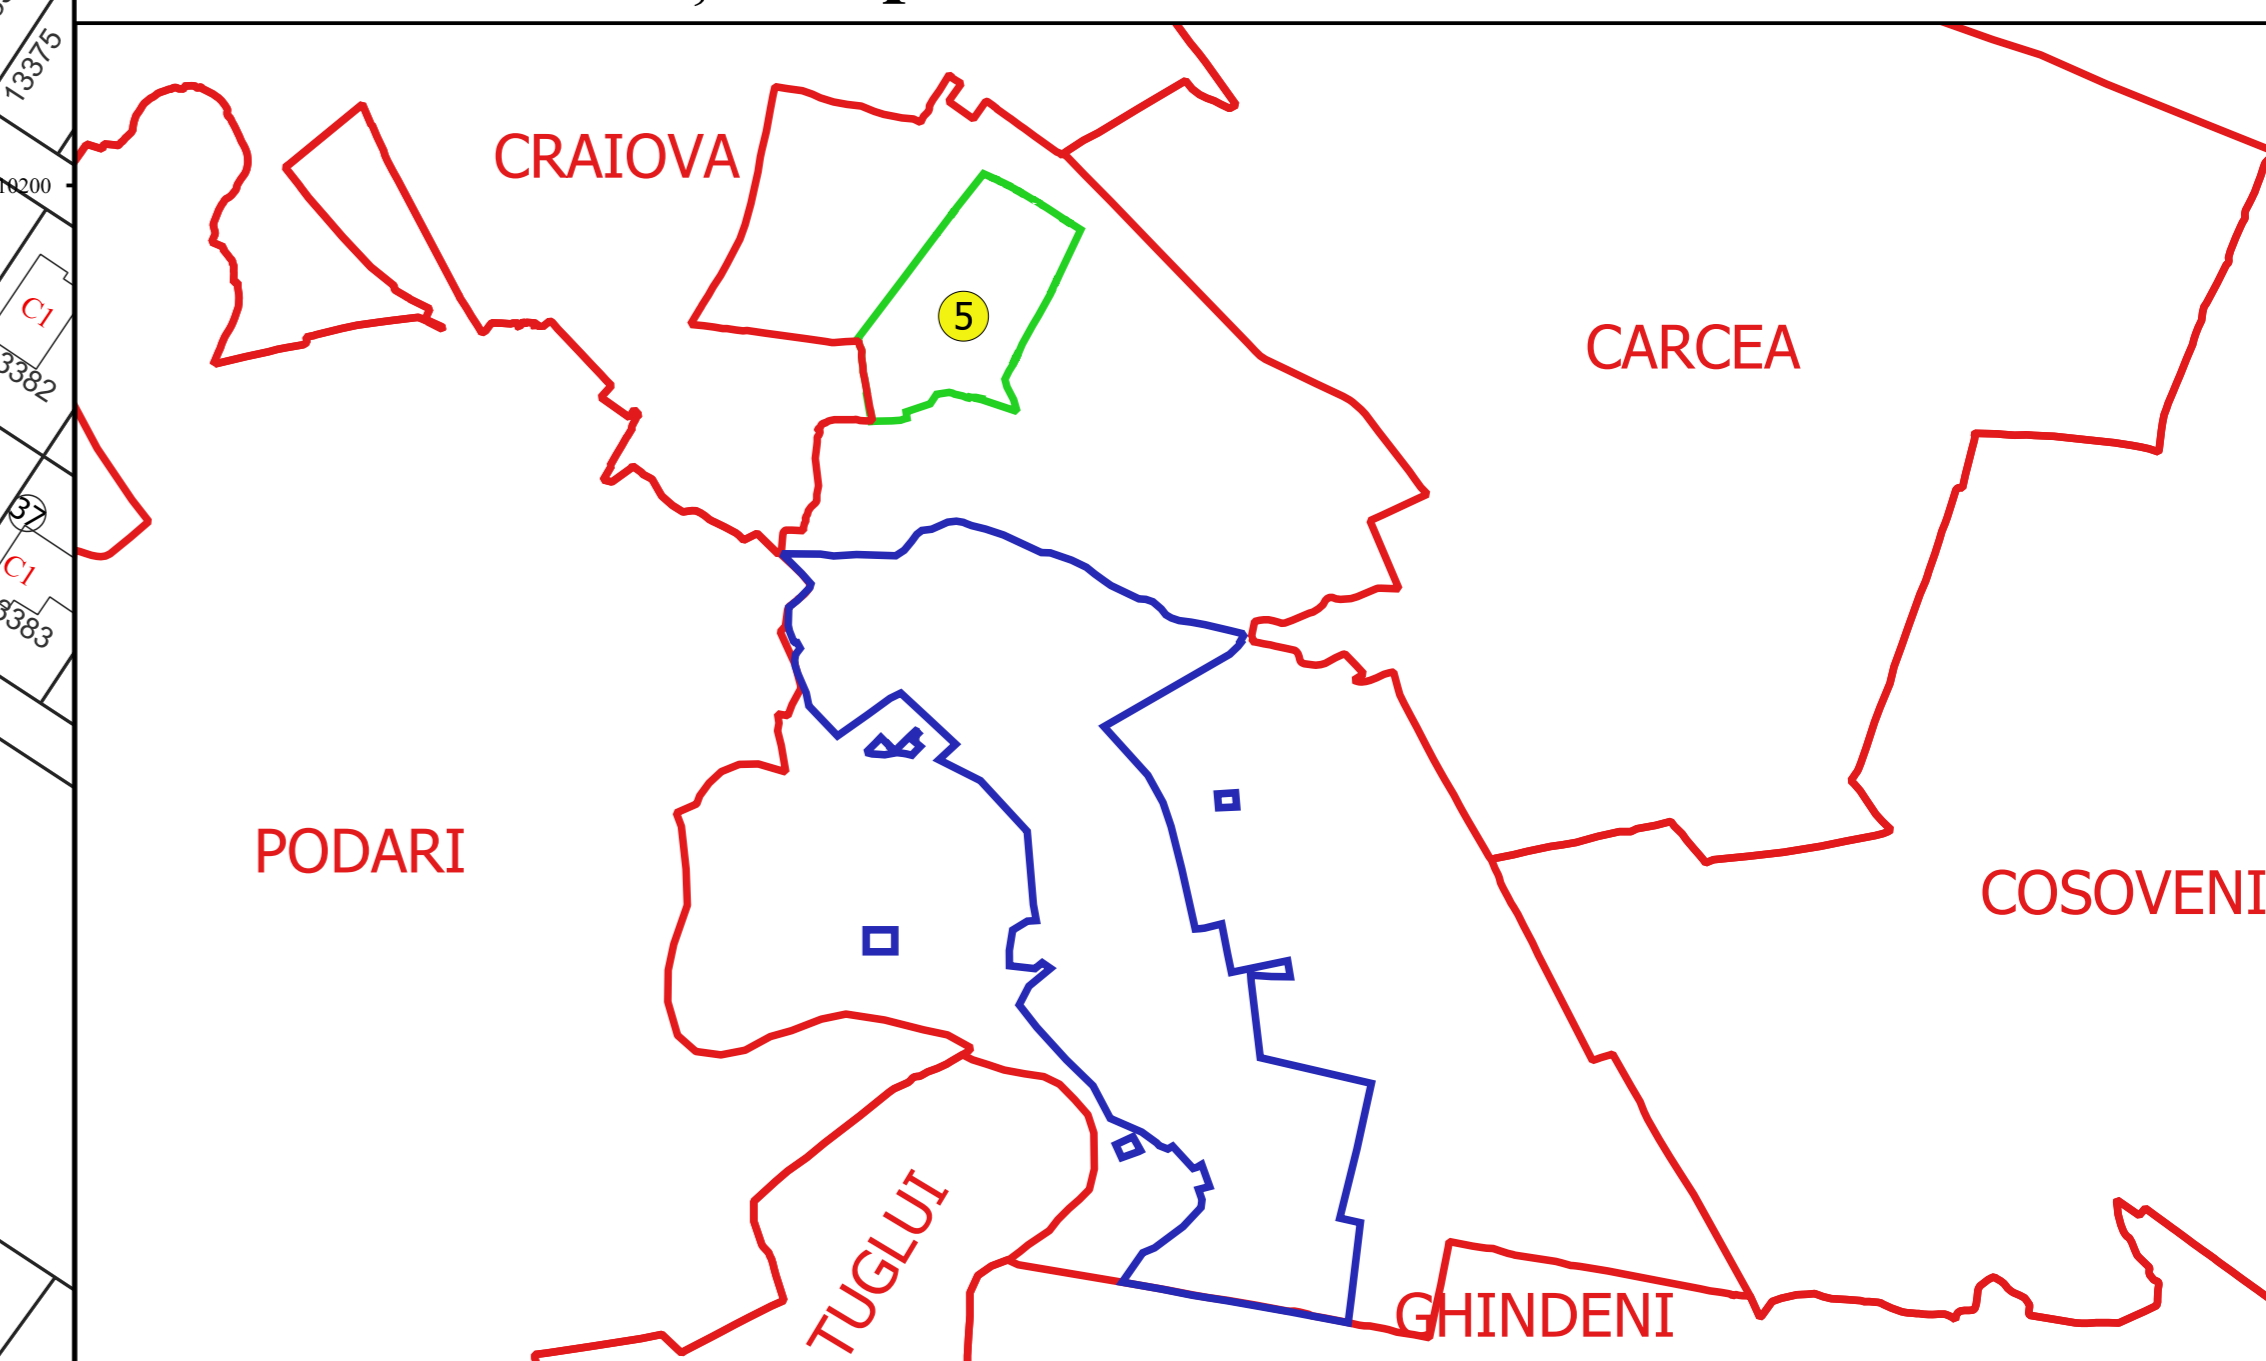 13375
CRAIOVA
10200
C1
5
CARCEA
3382
37
C1
3383
PODARI
COSOVENI
TUGLUI
GHINDENI